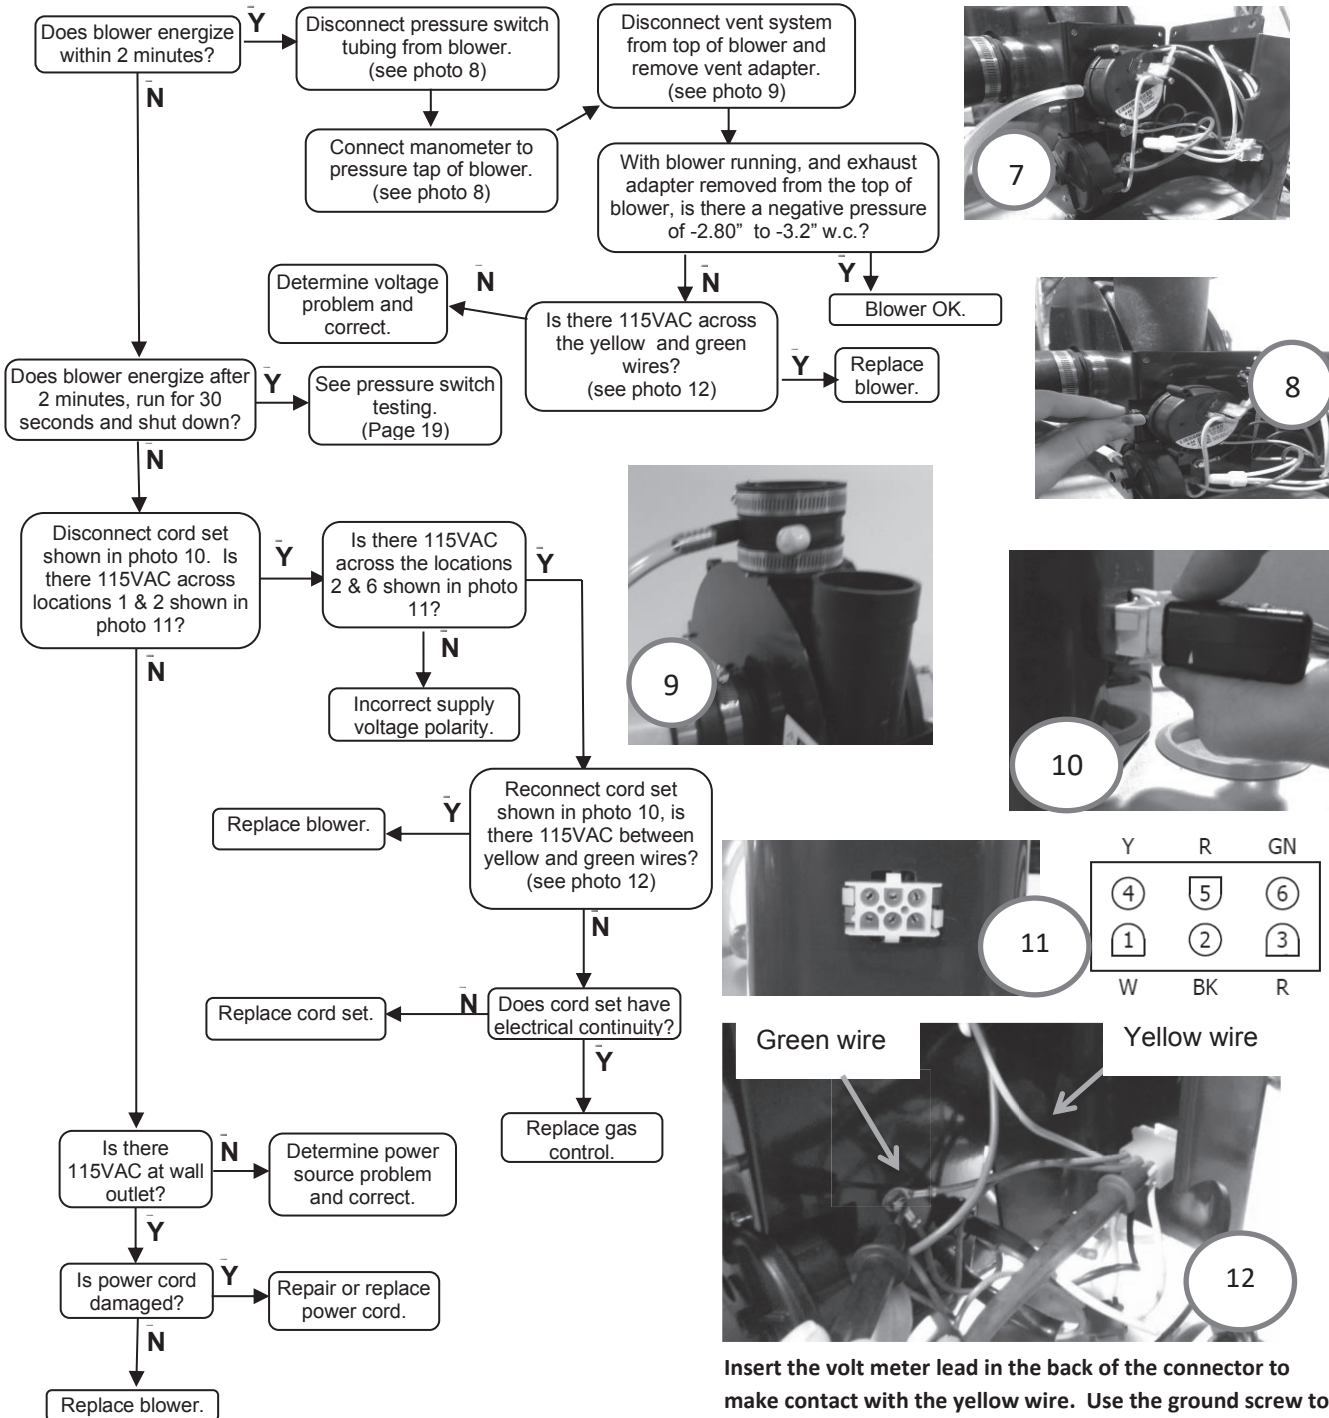 Does blower energize
within 2 minutes?
Y
N
Disconnect pressure switch
tubing from blower.
(see photo 8)
Connect manometer to
pressure tap of blower.
(see photo 8)
Disconnect vent system
from top of blower and
remove vent adapter.
(see photo 9)
With blower running, and exhaust
adapter removed from the top of
blower, is there a negative pressure
of -2.80” to -3.2” w.c.?
N
Y
Blower OK.
Is there 115VAC across
the yellow and green
wires?
(see photo 12)
N
Determine voltage
problem and
correct.
Y
Replace
blower.
Does blower energize after
2 minutes, run for 30
seconds and shut down?
Y
See pressure switch
testing.
(Page 19)
N
Disconnect cord set
shown in photo 10. Is
there 115VAC across
locations 1 & 2 shown in
photo 11?
Y
N
Is there 115VAC
across the locations
2 & 6 shown in photo
11?
Y
N
Incorrect supply
voltage polarity.
Reconnect cord set
shown in photo 10, is
there 115VAC between
yellow and green wires?
(see photo 12)
Y
Replace blower.
N
Does cord set have
electrical continuity?
N
Replace cord set.
Y
Replace gas
control.
Is there
115VAC at wall
outlet?
N
Determine power
source problem
and correct.
Y
Is power cord
damaged?
Y
Repair or replace
power cord.
N
Replace blower.
7
8
9
10
11
Y R GN
4 5 6
1 2 3
W BK R
Green wire
Yellow wire
12
Insert the volt meter lead in the back of the connector to
make contact with the yellow wire. Use the ground screw to